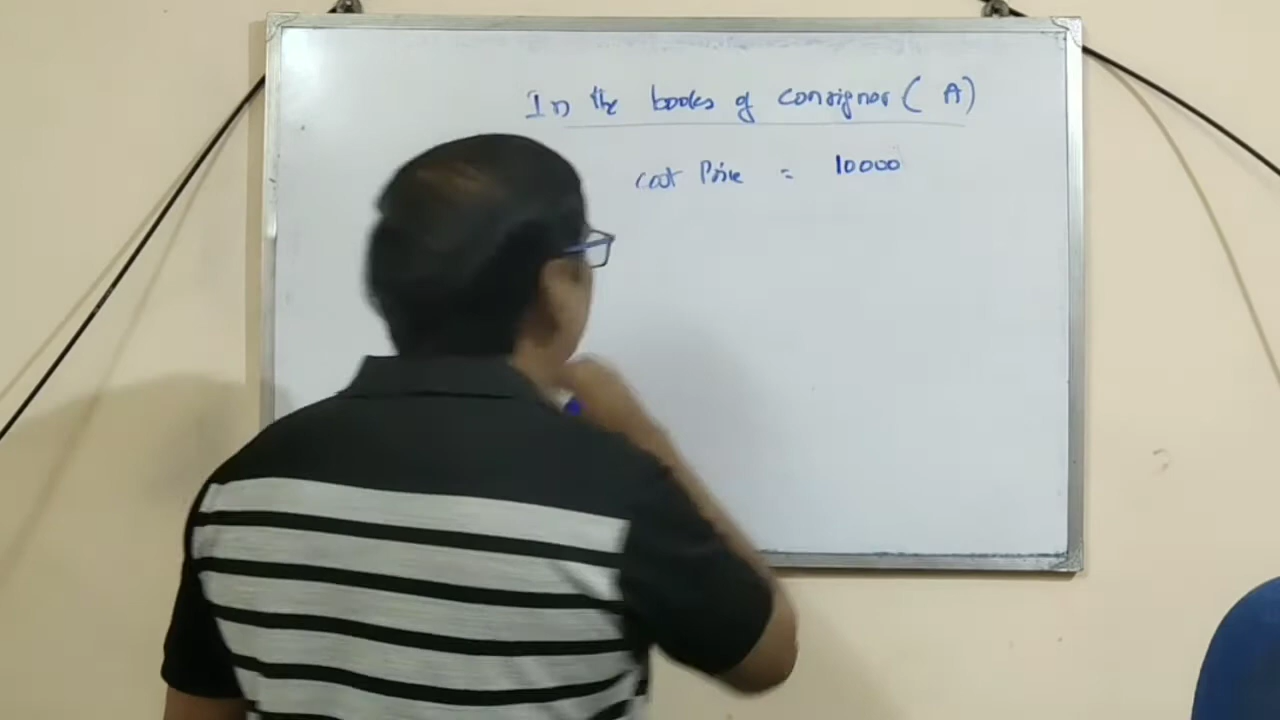 In the books of consignor (A)
cost Price = 10000